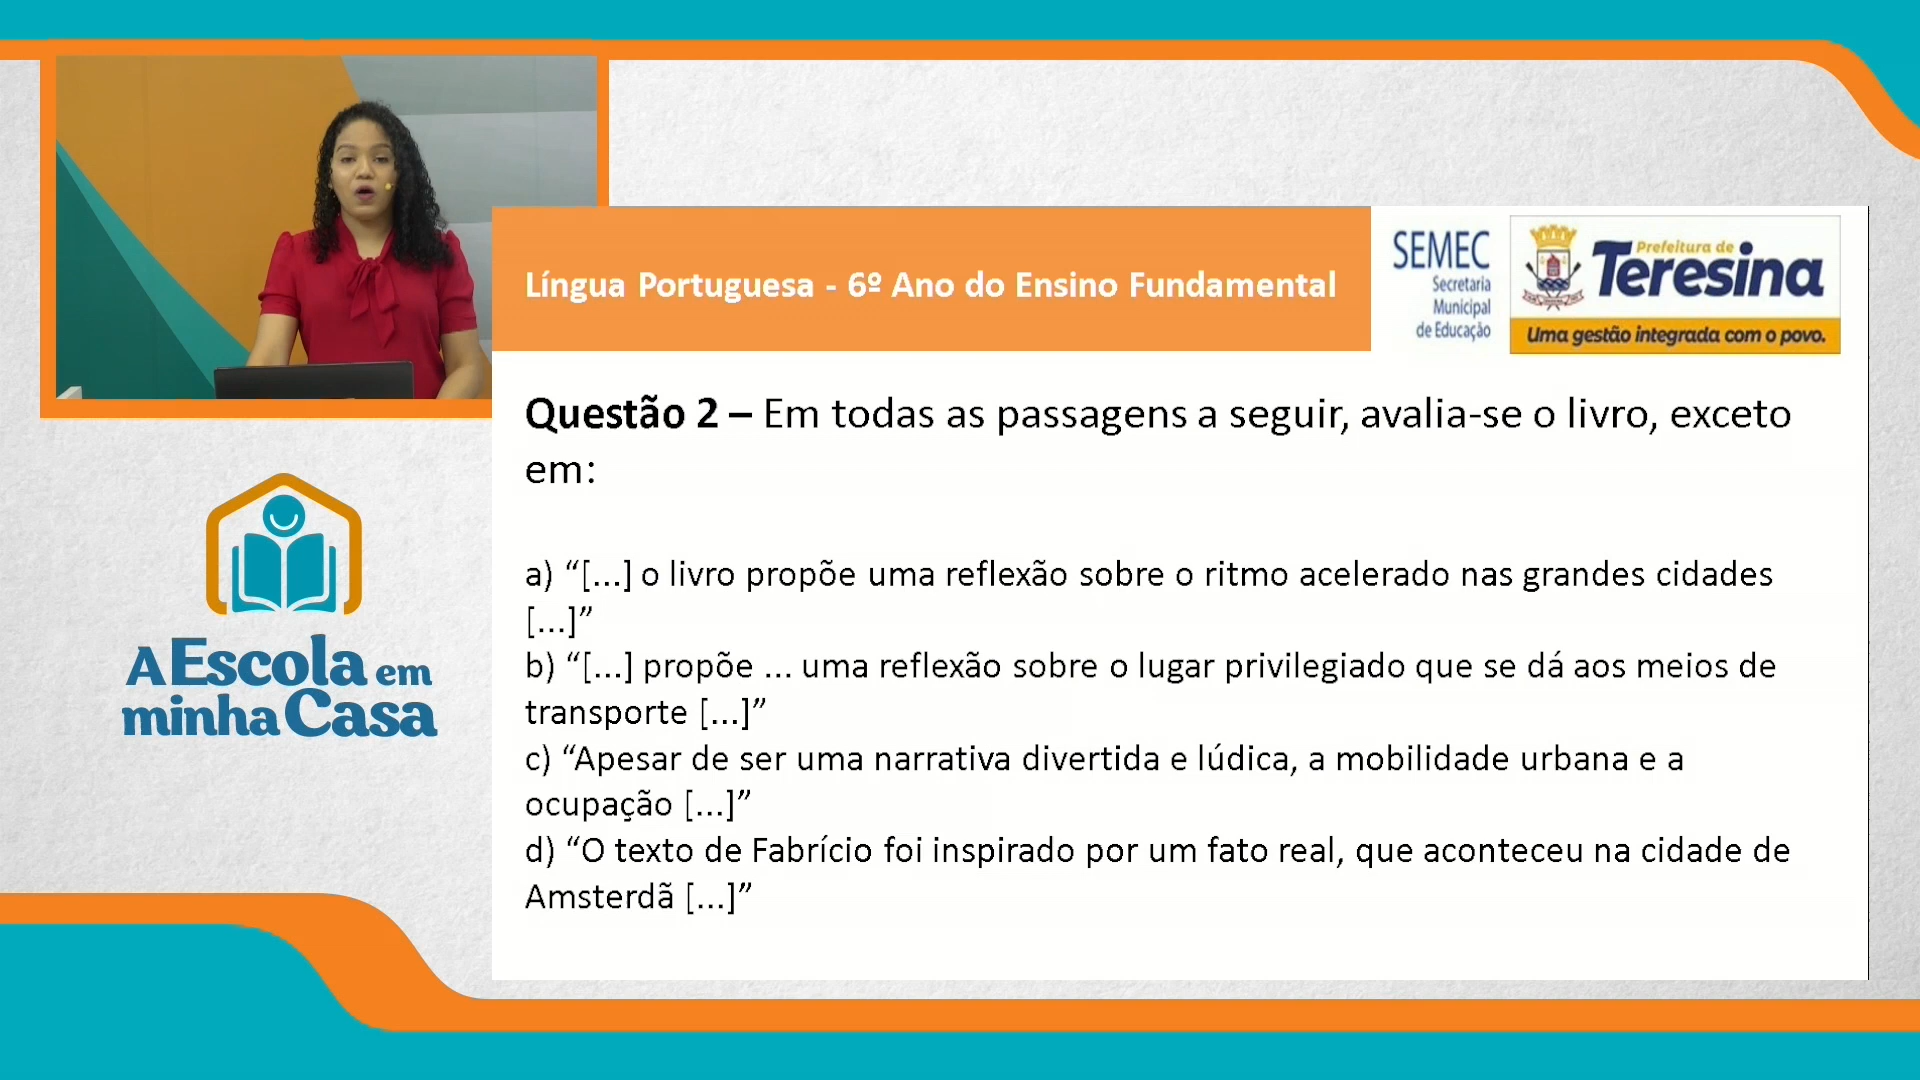 Língua Portuguesa - 6º Ano do Ensino Fundamental
SEMEC
Secretaria
Municipal
de Educação
Prefeitura de
Teresina
Uma gestão integrada com o povo.
Questão 2 – Em todas as passagens a seguir, avalia-se o livro, exceto
em:
a) “[...] o livro propõe uma reflexão sobre o ritmo acelerado nas grandes cidades
[...]”
b) “[...] propõe ... uma reflexão sobre o lugar privilegiado que se dá aos meios de
transporte [...]”
c) “Apesar de ser uma narrativa divertida e lúdica, a mobilidade urbana e a
ocupação [...]”
d) “O texto de Fabrício foi inspirado por um fato real, que aconteceu na cidade de
Amsterdã [...]”
A Escola em
minha Casa